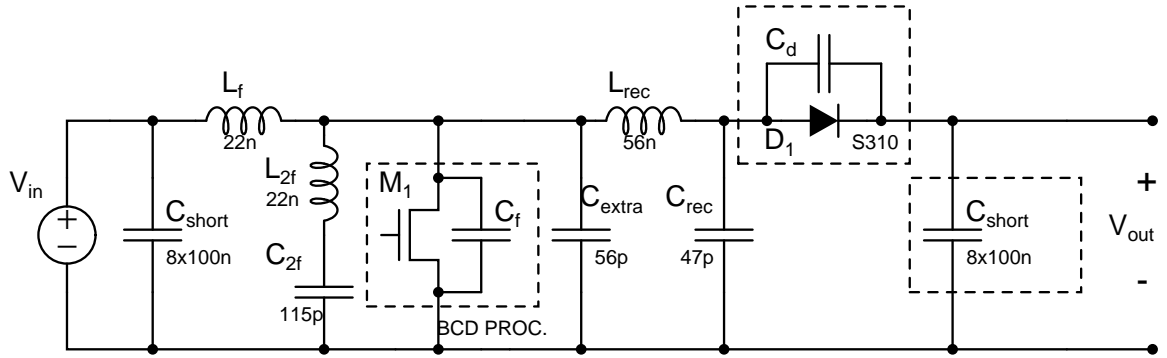 C_d
L_f
22n
L_rec
56n
D_1
S310
V_in
+
−
C_short
8x100n
L_2f
22n
C_2f
115p
M_1
C_f
BCD PROC.
C_extra
56p
C_rec
47p
C_short
8x100n
+
V_out
-